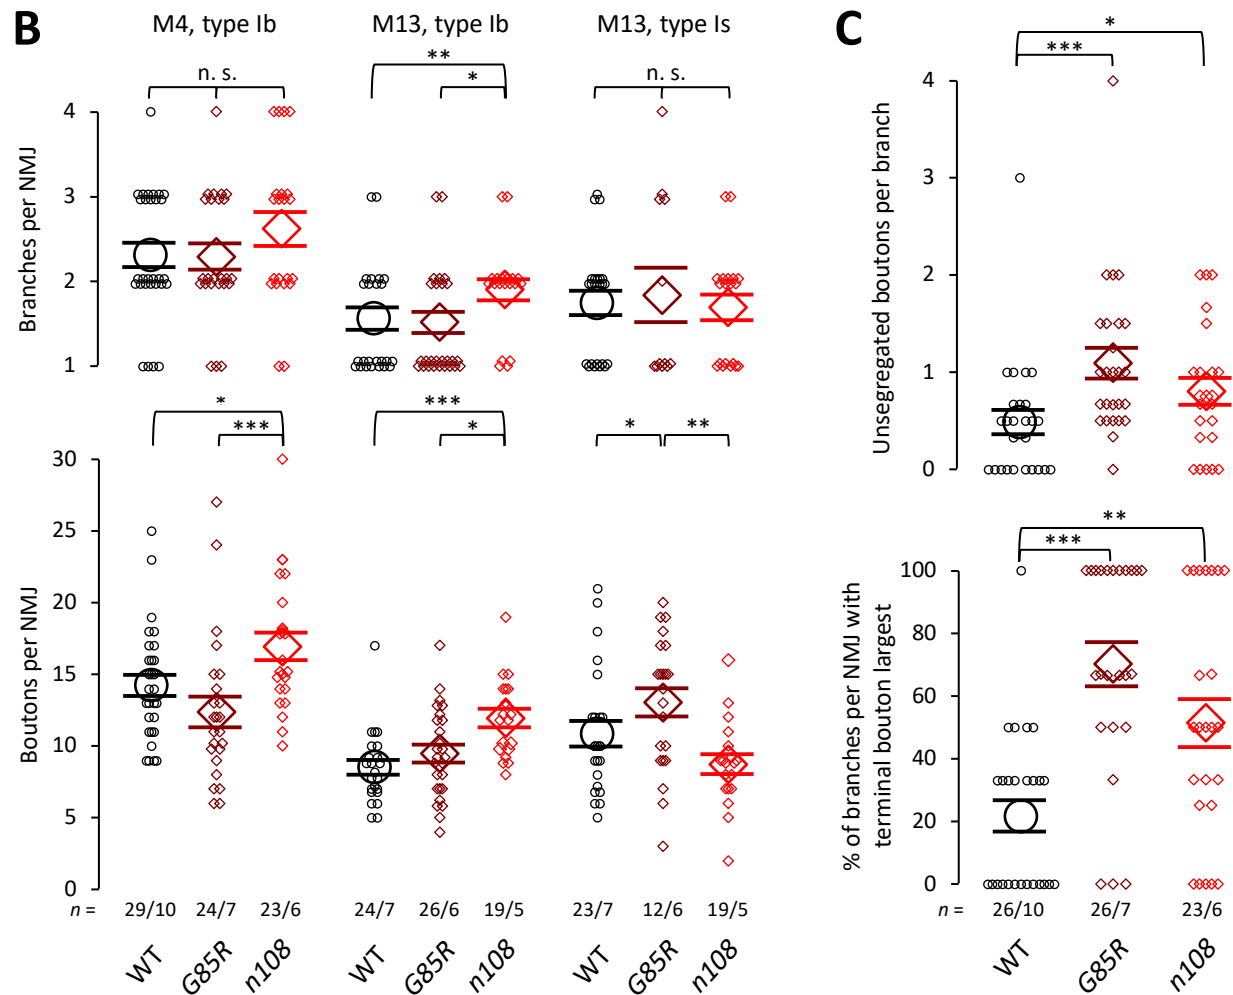 B
M4, type Ib
M13, type Ib
M13, type Is
n. s.
**
*
n. s.
Branches per NMJ
4
3
2
1
*
***
***
*
*
**
Boutons per NMJ
30
25
20
15
10
5
0
n =
29/10
24/7
23/6
24/7
26/6
19/5
23/7
12/6
19/5
WT
G85R
n108
WT
G85R
n108
WT
G85R
n108
C
*
***
Unsegregated boutons per branch
4
3
2
1
0
**
***
% of branches per NMJ with
terminal bouton largest
100
80
60
40
20
0
n =
26/10
26/7
23/6
WT
G85R
n108